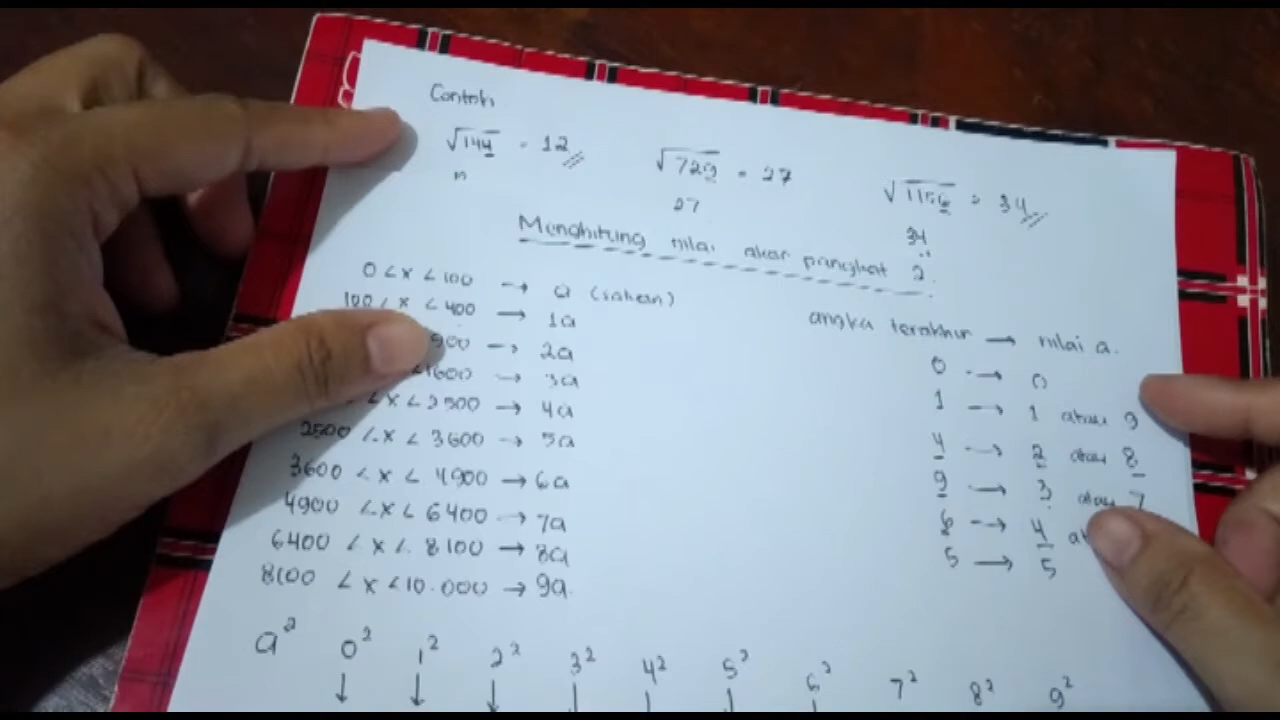 Contoh
√144 = 12
n
√729 = 27
27
√1156 = 34
34
Menghitung nilai akar pangkat 2
0 < x < 100 → a (satuan)
100 < x < 400 → 1a
900 → 2a
< 1600 → 3a
< x < 2500 → 4a
2500 < x < 3600 → 5a
3600 < x < 4900 → 6a
4900 < x < 6400 → 7a
6400 < x < 8100 → 8a
8100 < x < 10.000 → 9a
angka terakhir → nilai a.
0 → 0
1 → 1 atau 9
4 → 2 atau 8
9 → 3 atau 7
6 → 4 at
5 → 5
a² 0² 1² 2² 3² 4² 5² 6² 7² 8² 9²